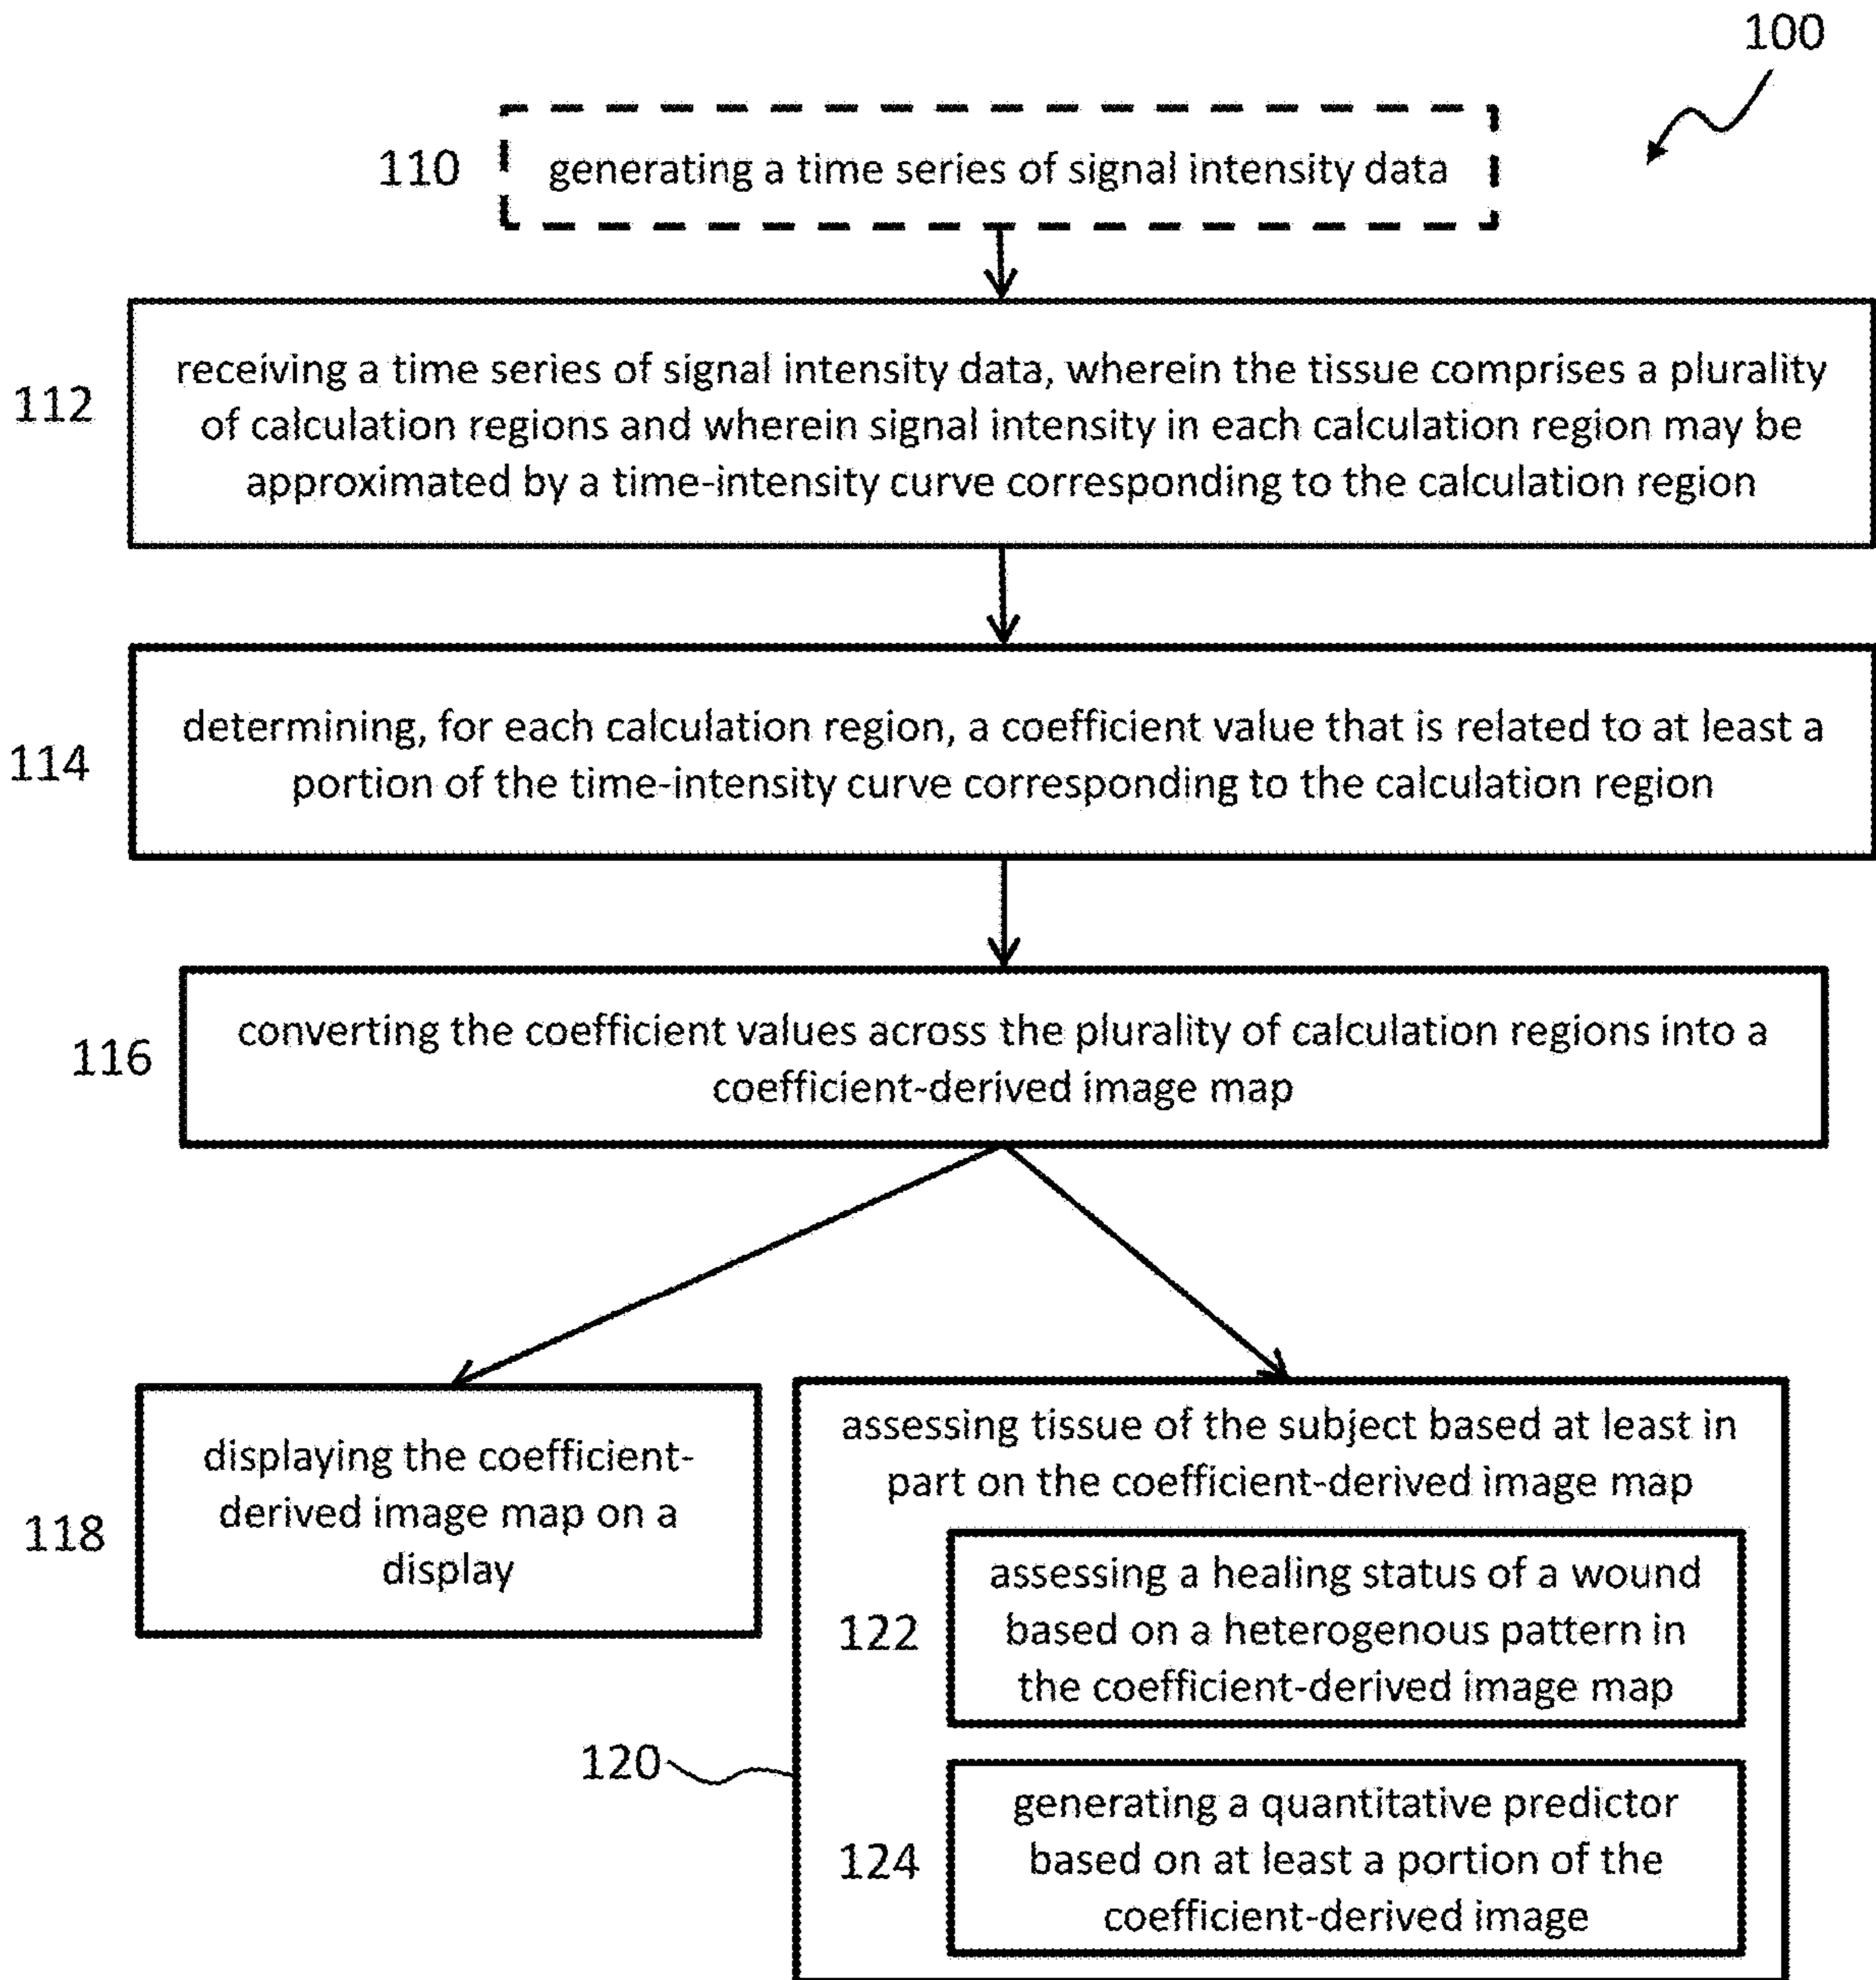 100
110
generating a time series of signal intensity data
112
receiving a time series of signal intensity data, wherein the tissue comprises a plurality
of calculation regions and wherein signal intensity in each calculation region may be
approximated by a time-intensity curve corresponding to the calculation region
114
determining, for each calculation region, a coefficient value that is related to at least a
portion of the time-intensity curve corresponding to the calculation region
116
converting the coefficient values across the plurality of calculation regions into a
coefficient-derived image map
118
displaying the coefficient-
derived image map on a
display
120
assessing tissue of the subject based at least in
part on the coefficient-derived image map
122
assessing a healing status of a wound
based on a heterogenous pattern in
the coefficient-derived image map
124
generating a quantitative predictor
based on at least a portion of the
coefficient-derived image